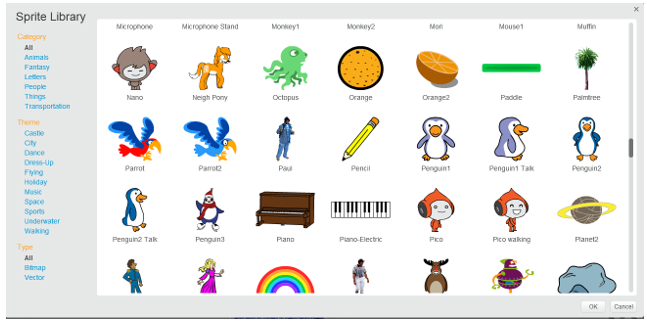 Sprite Library
×
Category
All
Animals
Fantasy
Letters
People
Things
Transportation
Theme
Castle
City
Dance
Dress-Up
Flying
Holiday
Music
Space
Sports
Underwater
Walking
Type
All
Bitmap
Vector
Microphone Microphone Stand Monkey1 Monkey2 Mori Mouse1 Muffin
Nano Neigh Pony Octopus Orange Orange2 Paddle Palmtree
Parrot Parrot2 Paul Pencil Penguin1 Penguin1 Talk Penguin2
Penguin2 Talk Penguin3 Piano Piano-Electric Pico Pico walking Planet2
OK Cancel